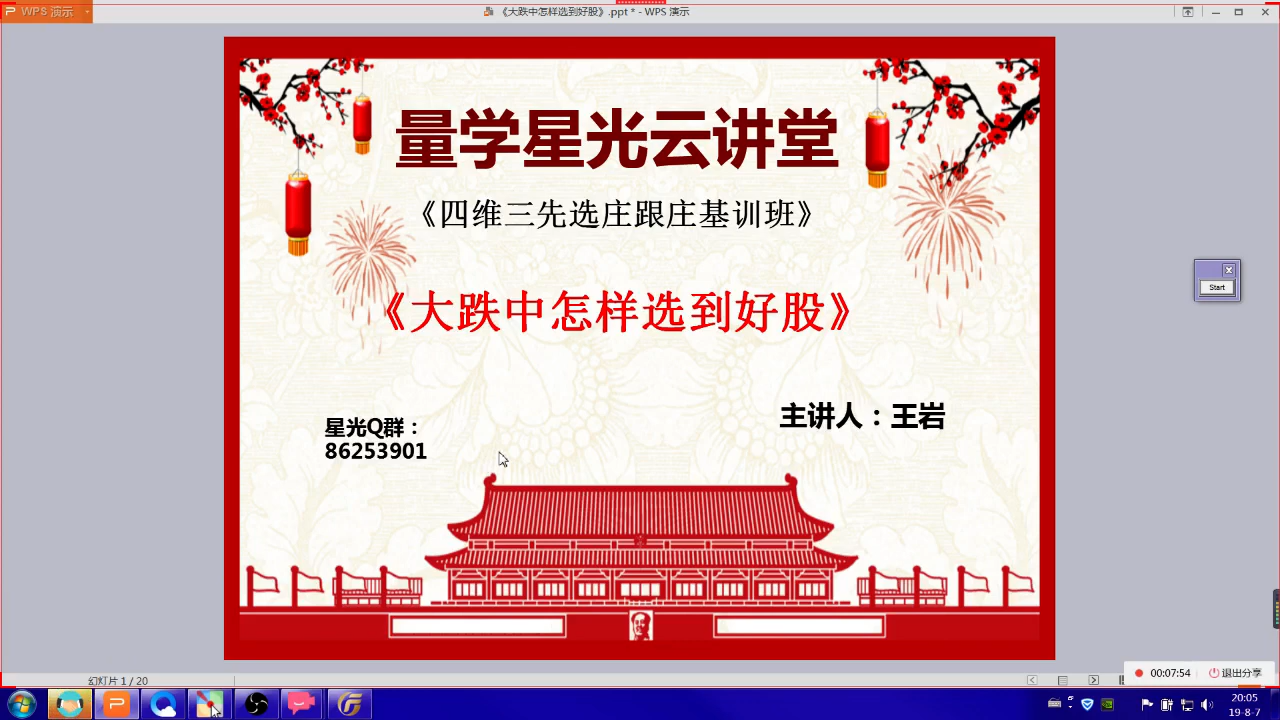 WPS 演示
《大跌中怎样选到好股》.ppt * - WPS 演示
量学星光云讲堂
《四维三先选庄跟庄基训班》
《大跌中怎样选到好股》
主讲人：王岩
星光Q群：
86253901
Start
幻灯片 1 / 20
00:07:54 退出分享
20:05
19-8-7